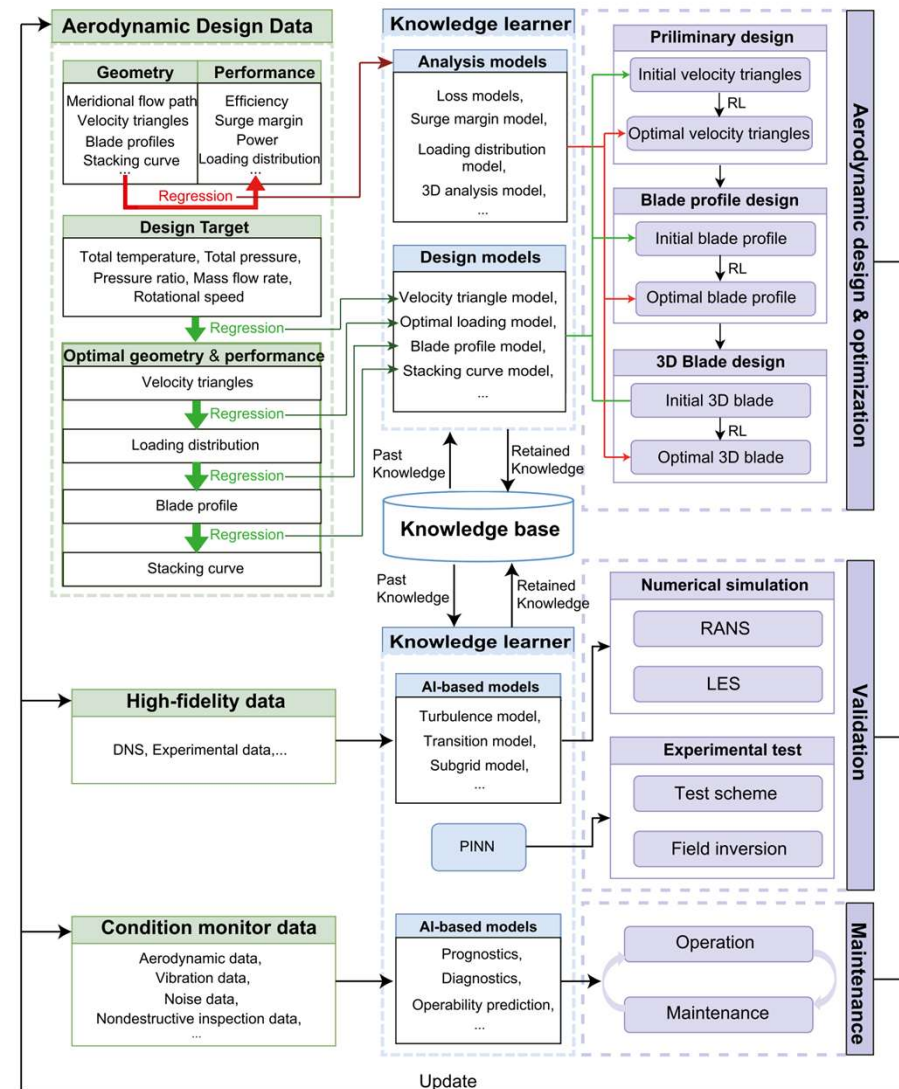 Aerodynamic Design Data
Geometry
Meridional flow path
Velocity triangles
Blade profiles
Stacking curve
...
Performance
Efficiency
Surge margin
Power
Loading distribution
...
Regression
Design Target
Total temperature, Total pressure,
Pressure ratio, Mass flow rate,
Rotational speed
Regression
Optimal geometry & performance
Velocity triangles
Regression
Loading distribution
Regression
Blade profile
Regression
Stacking curve
Knowledge learner
Analysis models
Loss models,
Surge margin model,
Loading distribution
model,
3D analysis model,
...
Design models
Velocity triangle model,
Optimal loading model,
Blade profile model,
Stacking curve model,
...
Past
Knowledge
Retained
Knowledge
Knowledge base
Past
Knowledge
Retained
Knowledge
Priliminary design
Initial velocity triangles
RL
Optimal velocity triangles
Blade profile design
Initial blade profile
RL
Optimal blade profile
3D Blade design
Initial 3D blade
RL
Optimal 3D blade
Aerodynamic design & optimization
High-fidelity data
DNS, Experimental data,...
Knowledge learner
AI-based models
Turbulence model,
Transition model,
Subgrid model,
...
PINN
Numerical simulation
RANS
LES
Experimental test
Test scheme
Field inversion
Validation
Condition monitor data
Aerodynamic data,
Vibration data,
Noise data,
Nondestructive inspection data,
...
AI-based models
Prognostics,
Diagnostics,
Operability prediction,
...
Operation
Maintenance
Maintenance
Update